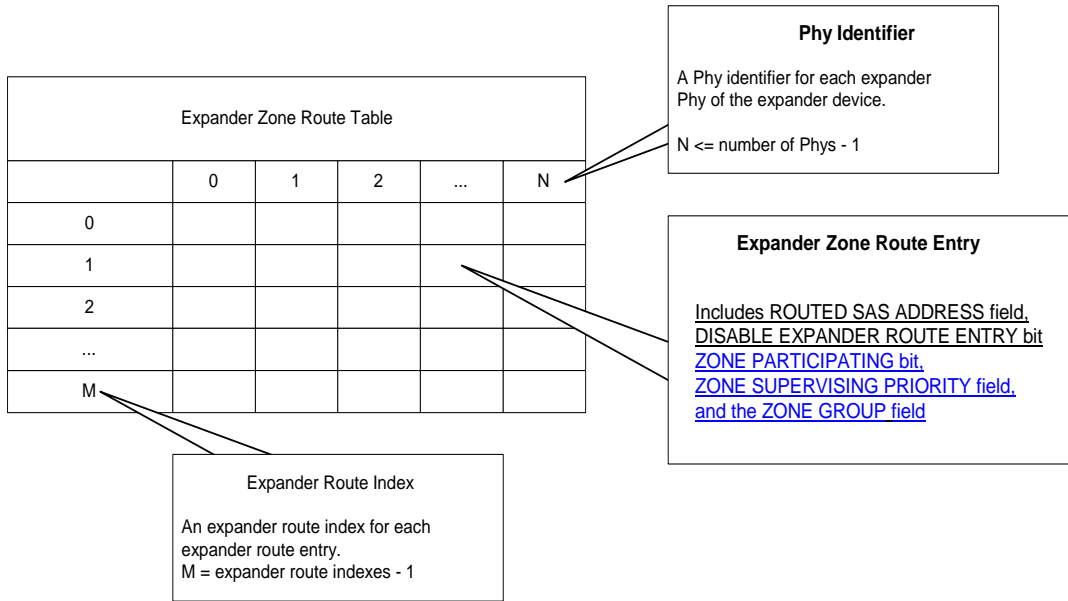 Phy Identifier
A Phy identifier for each expander
Phy of the expander device.
N <= number of Phys - 1
Expander Zone Route Table
0 1 2 ... N
0
1
2
...
M
Expander Zone Route Entry
Includes ROUTED SAS ADDRESS field,
DISABLE EXPANDER ROUTE ENTRY bit
ZONE PARTICIPATING bit,
ZONE SUPERVISING PRIORITY field,
and the ZONE GROUP field
Expander Route Index
An expander route index for each
expander route entry.
M = expander route indexes - 1